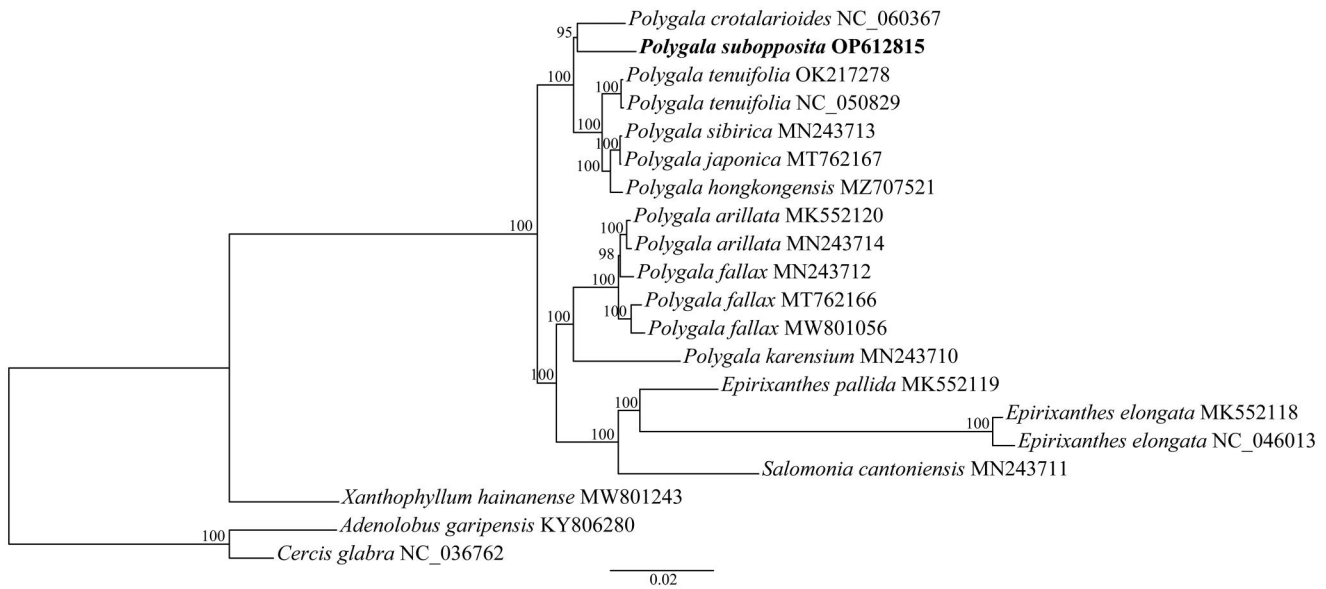 Polygala crotalarioides NC_060367
95
Polygala subopposita OP612815
100
Polygala tenuifolia OK217278
100
Polygala tenuifolia NC_050829
100
Polygala sibirica MN243713
100
Polygala japonica MT762167
100
Polygala hongkongensis MZ707521
100
Polygala arillata MK552120
100
Polygala arillata MN243714
98
Polygala fallax MN243712
100
Polygala fallax MT762166
100
Polygala fallax MW801056
100
Polygala karensium MN243710
100
Epirixanthes pallida MK552119
100
Epirixanthes elongata MK552118
100
Epirixanthes elongata NC_046013
100
Salomonia cantoniensis MN243711
Xanthophyllum hainanense MW801243
Adenolobus garipensis KY806280
100
Cercis glabra NC_036762
0.02